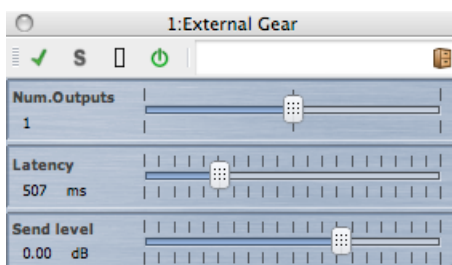 1:External Gear
S
Num.Outputs
1
Latency
507 ms
Send level
0.00 dB